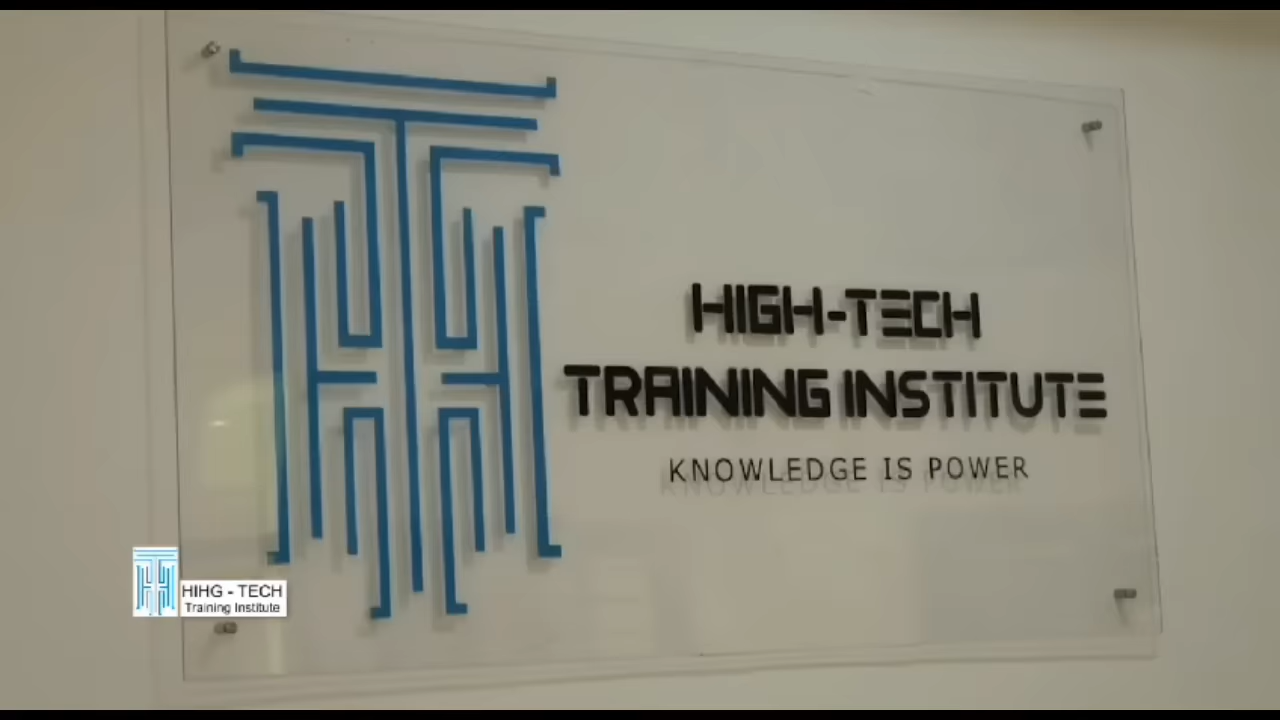 HIGH-TECH
TRAINING INSTITUTE
KNOWLEDGE IS POWER
HIHG - TECH
Training Institute